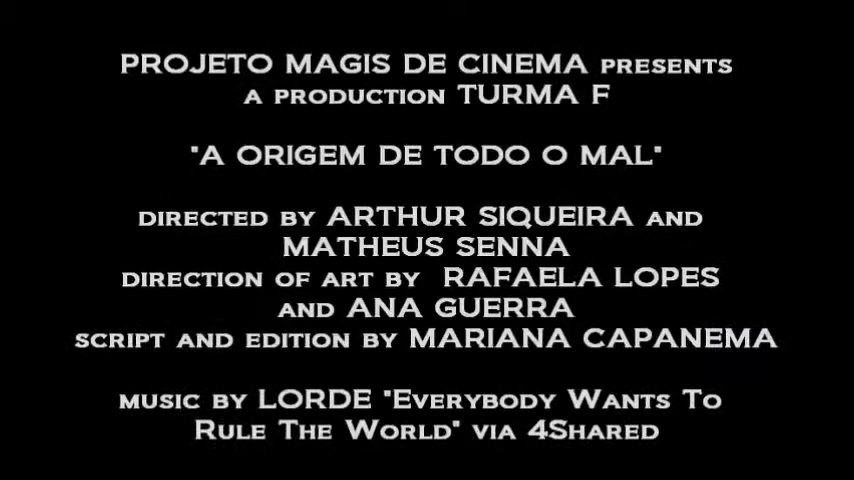 PROJETO MAGIS DE CINEMA PRESENTS
A PRODUCTION TURMA F
"A ORIGEM DE TODO O MAL"
DIRECTED BY ARTHUR SIQUEIRA AND
MATHEUS SENNA
DIRECTION OF ART BY RAFAELA LOPES
AND ANA GUERRA
SCRIPT AND EDITION BY MARIANA CAPANEMA
MUSIC BY LORDE "EVERYBODY WANTS TO
RULE THE WORLD" VIA 4SHARED